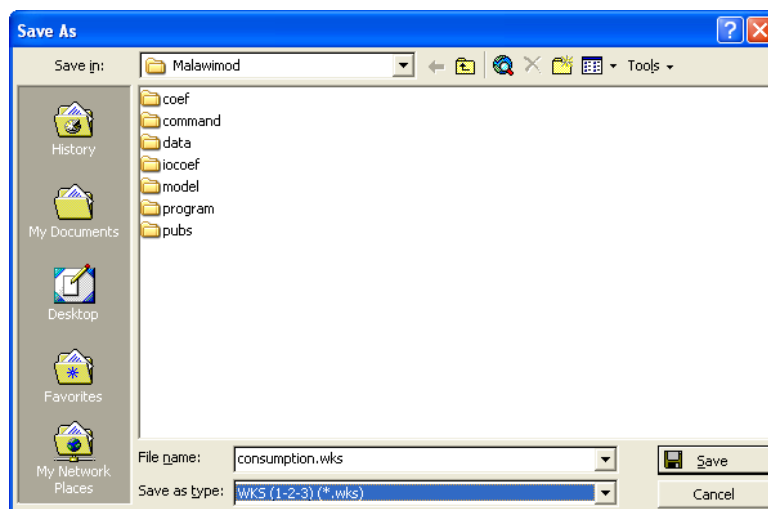 Save As
Save in:
Malawimod
Tools
coef
command
data
iocoef
model
program
pubs
History
My Documents
Desktop
Favorites
My Network
Places
File name:
consumption.wks
Save
Save as type:
WKS (1-2-3) (*.wks)
Cancel